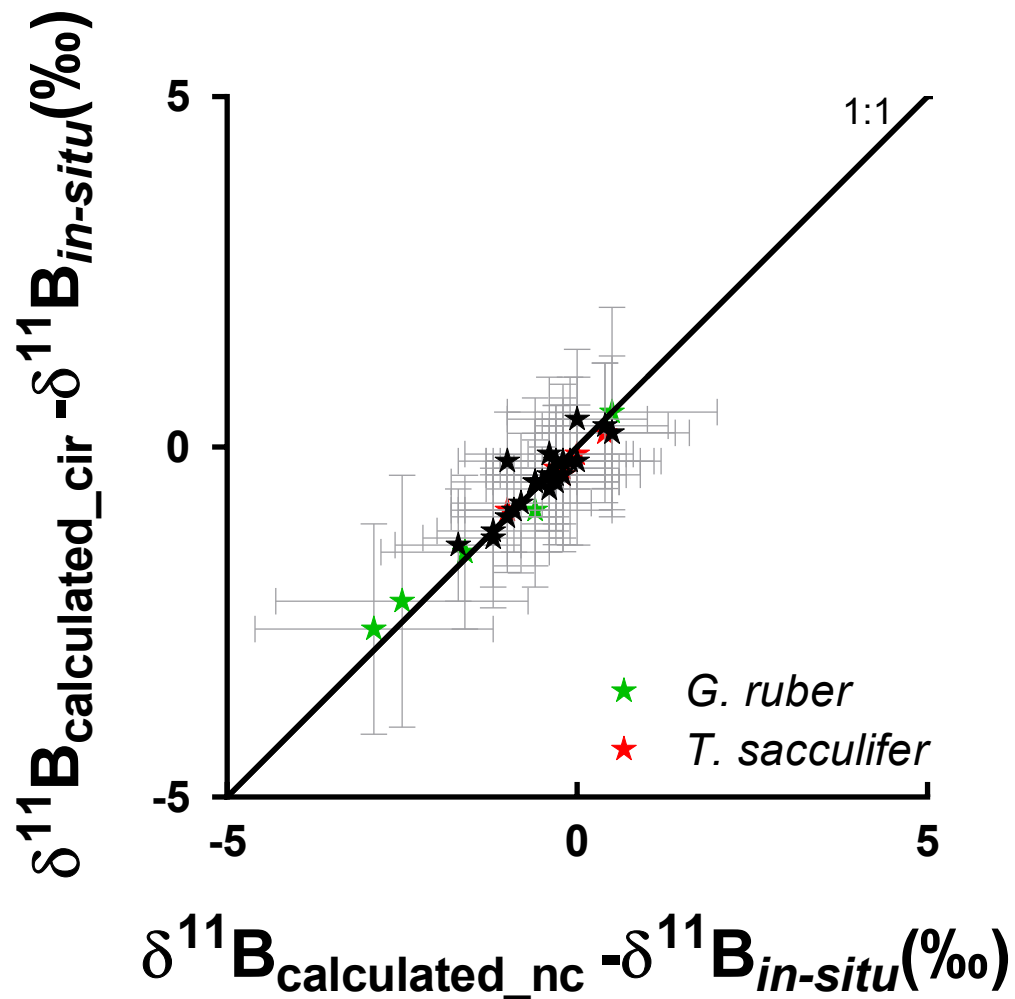 δ¹¹Bcalculated_cir -δ¹¹Bin-situ(‰)
5
1:1
0
G. ruber
T. sacculifer
-5
-5 0 5
δ¹¹Bcalculated_nc -δ¹¹Bin-situ(‰)